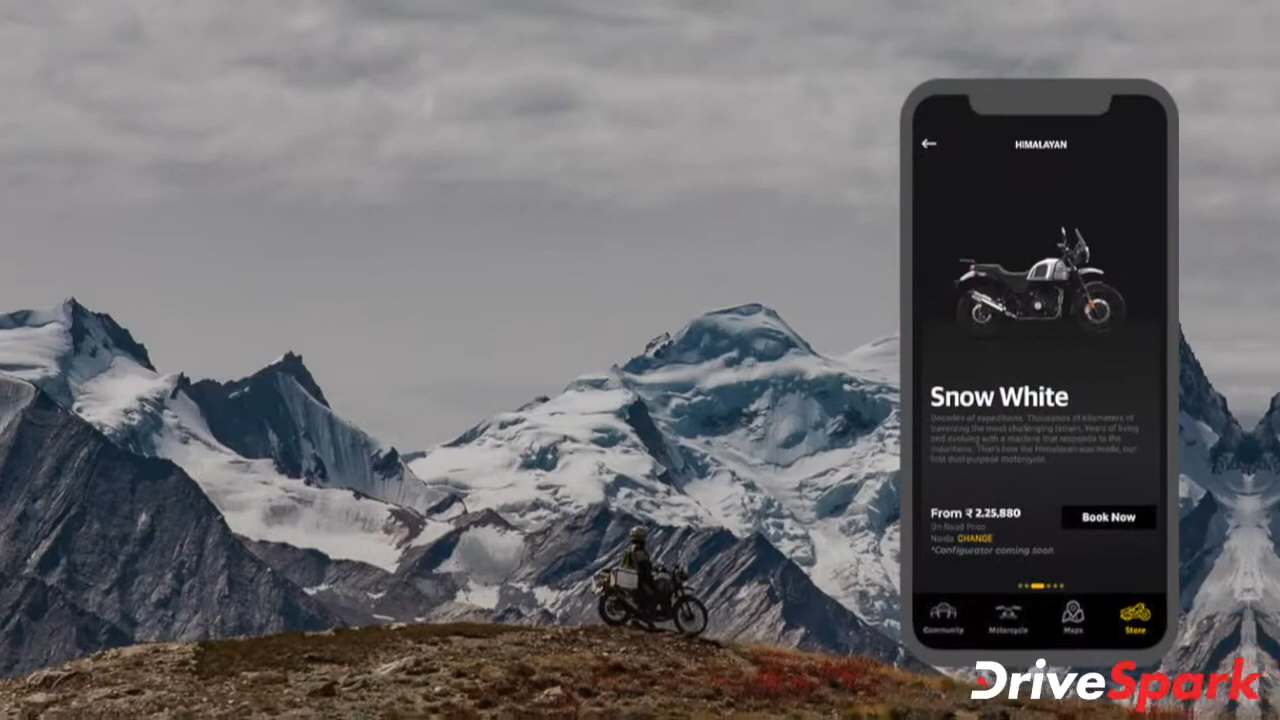 HIMALAYAN
Snow White
Decades of expeditions. Thousands of kilometers of
traversing the most challenging terrain. Years of living
and evolving with a machine that responds to the
mountains. That's how the Himalayan was made, our
first dual-purpose motorcycle.
From ₹ 2,25,880
Book Now
On Road Price
Noida CHANGE
*Configurator coming soon
Community
Motorcycle
Maps
Store
DriveSpark